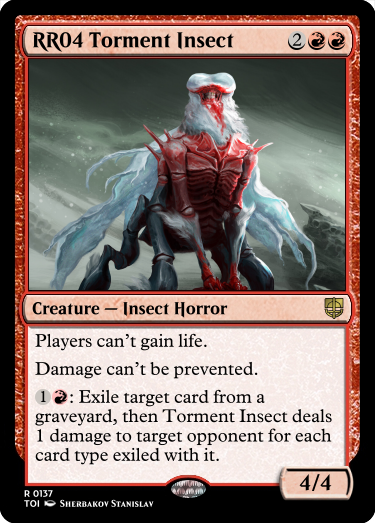 RR04 Torment Insect 2
Creature — Insect Horror
Players can't gain life.
Damage can't be prevented.
1 : Exile target card from a
graveyard, then Torment Insect deals
1 damage to target opponent for each
card type exiled with it.
4/4
R 0137
TOI Sherbakov Stanislav